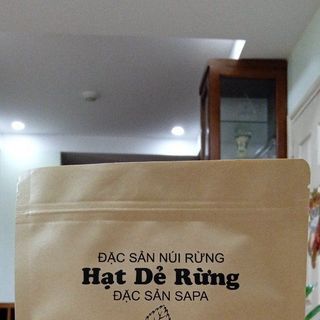 ĐẶC SẢN NÚI RỪNG
Hạt Dẻ Rừng
ĐẶC SẢN SAPA